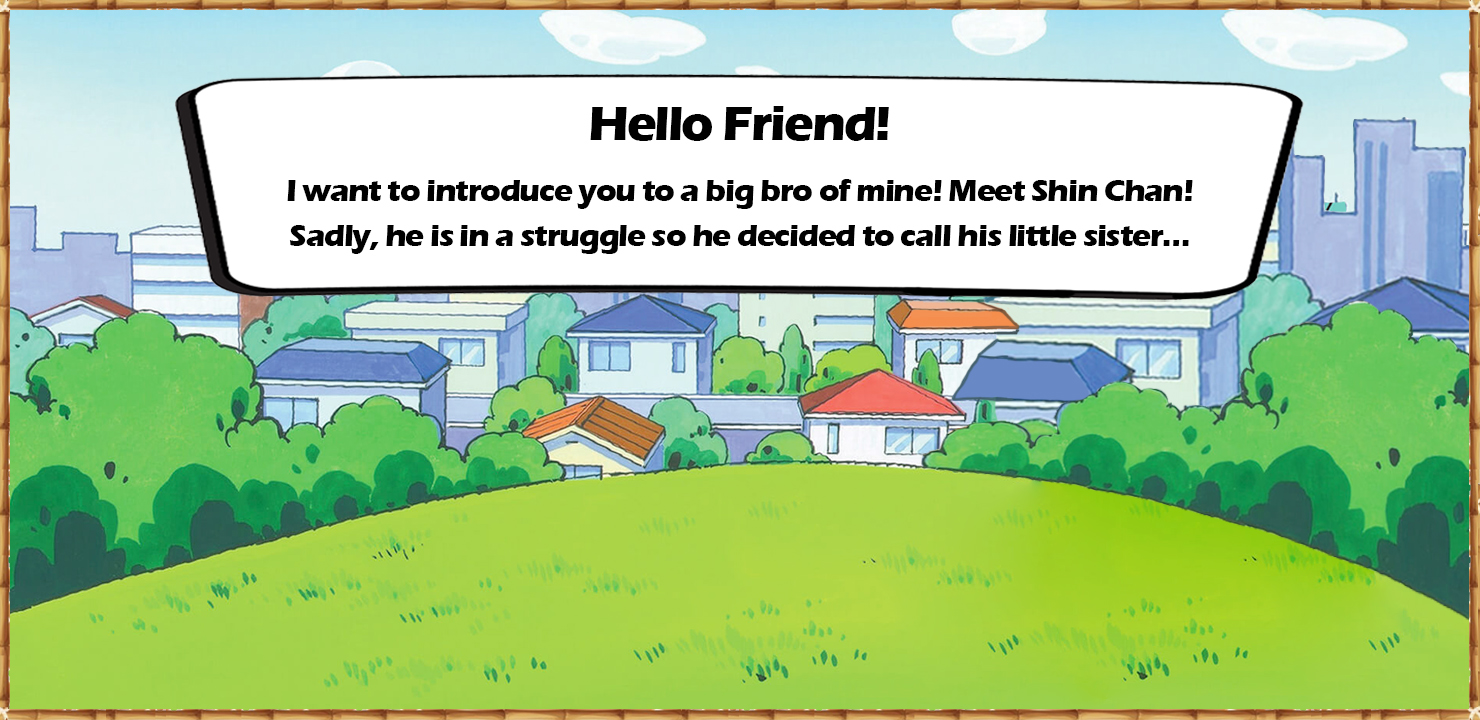 Hello Friend!
I want to introduce you to a big bro of mine! Meet Shin Chan!
Sadly, he is in a struggle so he decided to call his little sister...